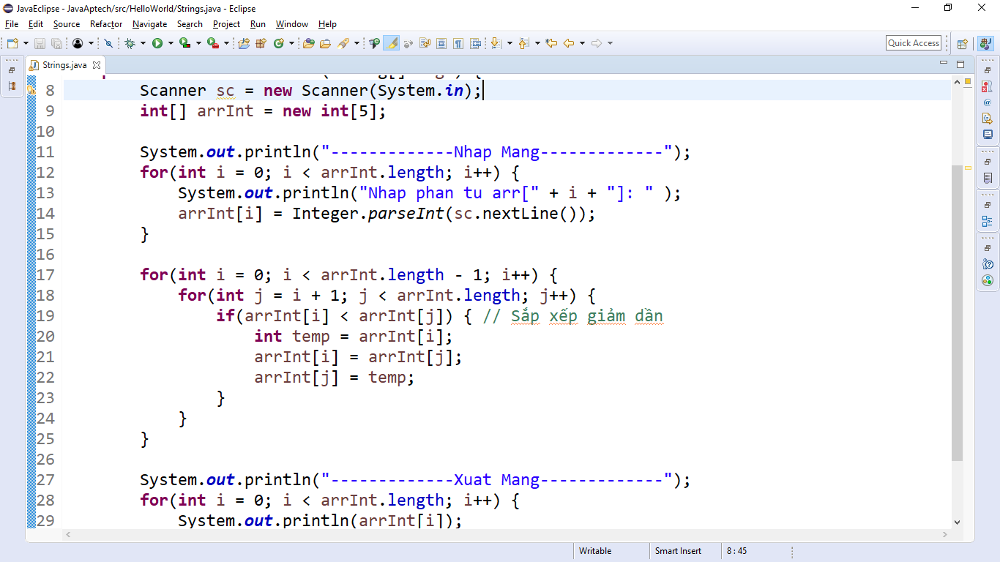 JavaEclipse - JavaAptech/src/HelloWorld/Strings.java - Eclipse
File Edit Source Refactor Navigate Search Project Run Window Help
Quick Access
Strings.java
8 Scanner sc = new Scanner(System.in);
9 int[] arrInt = new int[5];
10
11 System.out.println("-------------Nhap Mang-------------");
12 for(int i = 0; i < arrInt.length; i++) {
13 System.out.println("Nhap phan tu arr[" + i + "]: " );
14 arrInt[i] = Integer.parseInt(sc.nextLine());
15 }
16
17 for(int i = 0; i < arrInt.length - 1; i++) {
18 for(int j = i + 1; j < arrInt.length; j++) {
19 if(arrInt[i] < arrInt[j]) { // Sắp xếp giảm dần
20 int temp = arrInt[i];
21 arrInt[i] = arrInt[j];
22 arrInt[j] = temp;
23 }
24 }
25 }
26
27 System.out.println("-------------Xuat Mang-------------");
28 for(int i = 0; i < arrInt.length; i++) {
29 System.out.println(arrInt[i]);
Writable Smart Insert 8 : 45